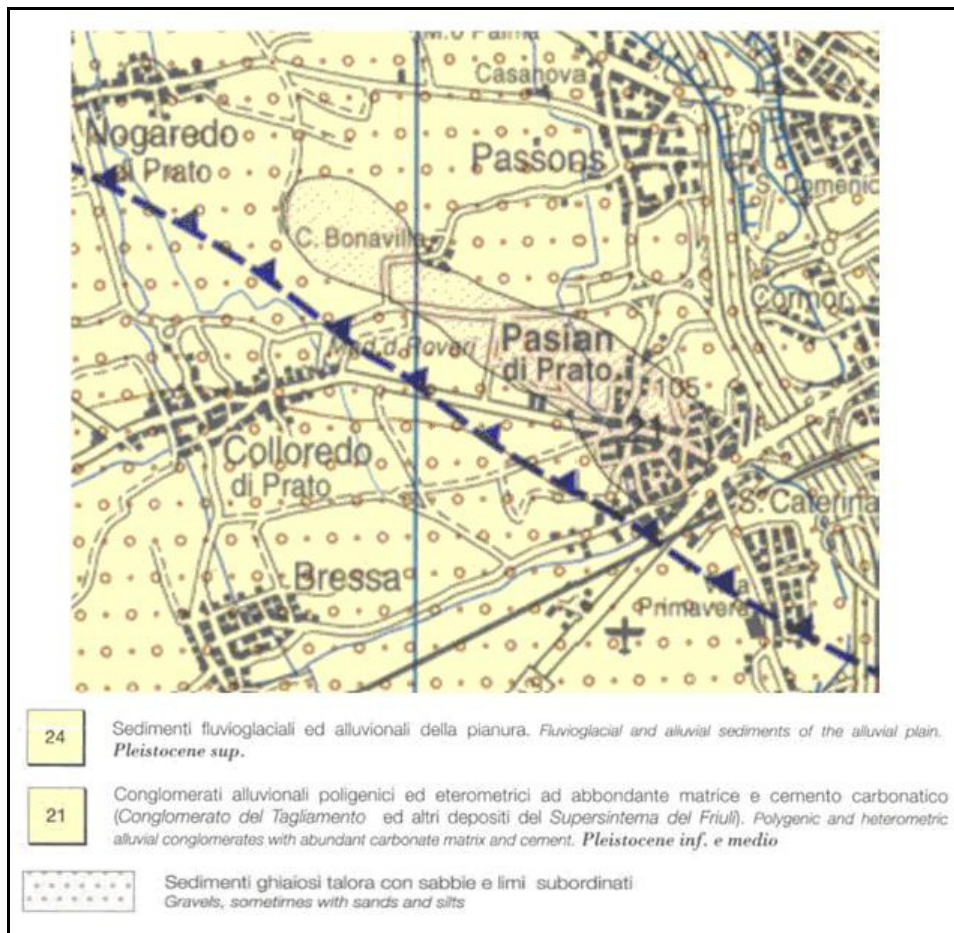 M.o Palma
Casanova
Nogaredo
di Prato
Passons
S. Domenic
C. Bonavilla
Cormor
Pasian
di Prato
Mad. d. Roveri
105
21
Colloredo
di Prato
S. Caterina
Bressa
Primavera
24
Sedimenti fluvioglaciali ed alluvionali della pianura. Fluvioglacial and alluvial sediments of the alluvial plain.
Pleistocene sup.
21
Conglomerati alluvionali poligenici ed eterometrici ad abbondante matrice e cemento carbonatico
(Conglomerato del Tagliamento ed altri depositi del Supersintema del Friuli). Polygenic and heterometric
alluvial conglomerates with abundant carbonate matrix and cement. Pleistocene inf. e medio
Sedimenti ghiaiosi talora con sabbie e limi subordinati
Gravels, sometimes with sands and silts